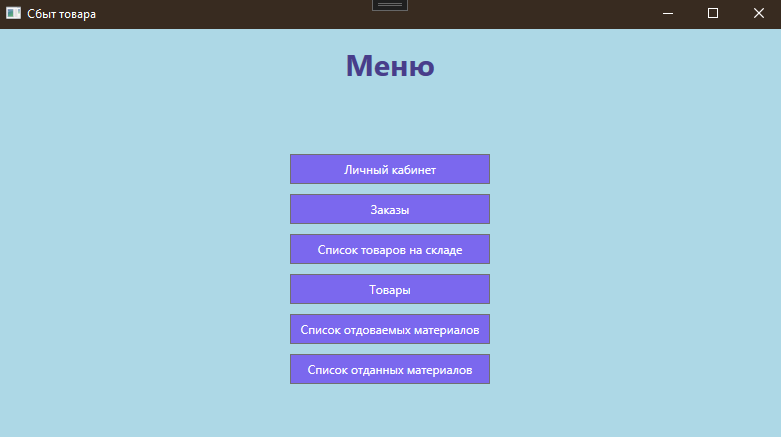 Сбыт товара
Меню
Личный кабинет
Заказы
Список товаров на складе
Товары
Список отдоваемых материалов
Список отданных материалов